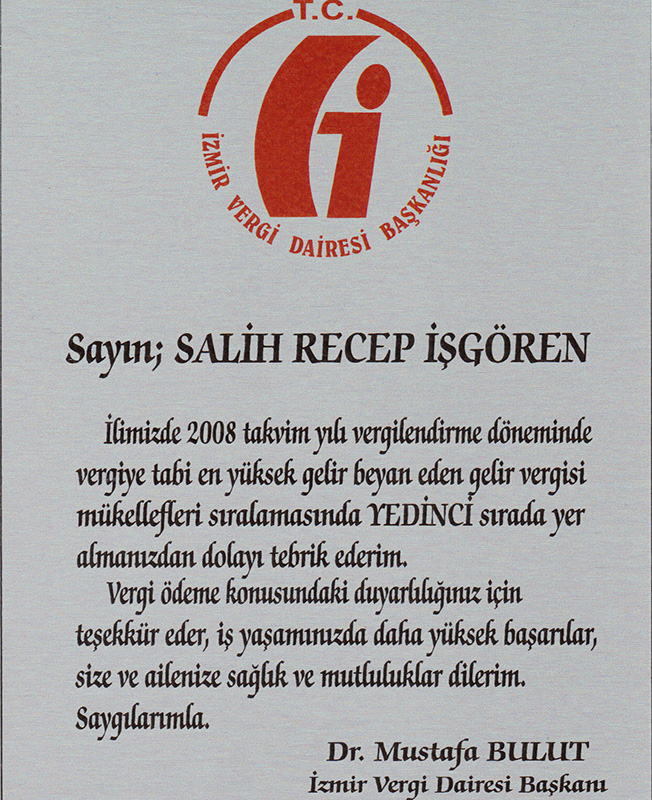 T.C.
İZMİR VERGİ DAİRESİ BAŞKANLIĞI
Sayın; SALİH RECEP İŞGÖREN
İlimizde 2008 takvim yılı vergilendirme döneminde
vergiye tabi en yüksek gelir beyan eden gelir vergisi
mükellefleri sıralamasında YEDİNCİ sırada yer
almanızdan dolayı tebrik ederim.
Vergi ödeme konusundaki duyarlılığınız için
teşekkür eder, iş yaşamınızda daha yüksek başarılar,
size ve ailenize sağlık ve mutluluklar dilerim.
Saygılarımla.
Dr. Mustafa BULUT
İzmir Vergi Dairesi Başkanı